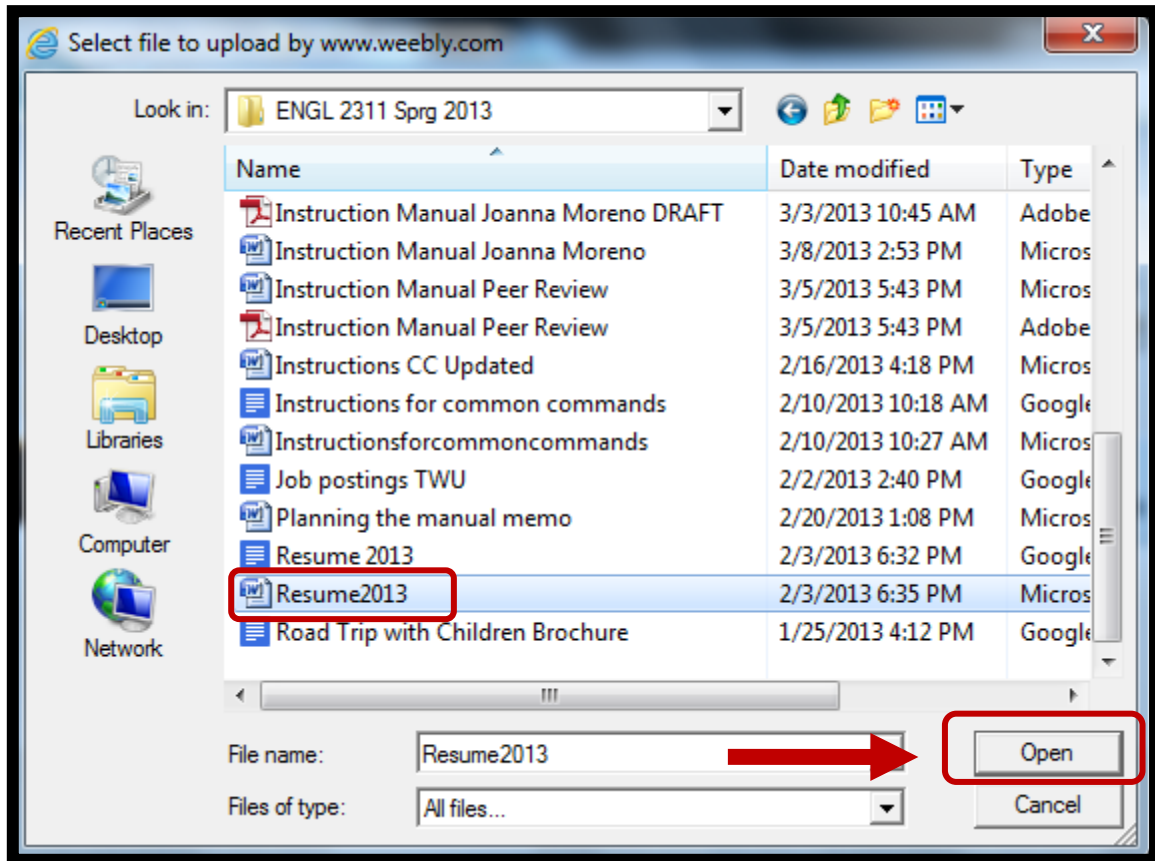 Select file to upload by www.weebly.com
x
Look in: ENGL 2311 Sprg 2013
Name Date modified Type
Instruction Manual Joanna Moreno DRAFT 3/3/2013 10:45 AM Adobe
Instruction Manual Joanna Moreno 3/8/2013 2:53 PM Micros
Instruction Manual Peer Review 3/5/2013 5:43 PM Micros
Instruction Manual Peer Review 3/5/2013 5:43 PM Adobe
Instructions CC Updated 2/16/2013 4:18 PM Micros
Instructions for common commands 2/10/2013 10:18 AM Google
Instructionsforcommoncommands 2/10/2013 10:27 AM Micros
Job postings TWU 2/2/2013 2:40 PM Google
Planning the manual memo 2/20/2013 1:08 PM Micros
Resume 2013 2/3/2013 6:32 PM Google
Resume2013 2/3/2013 6:35 PM Micros
Road Trip with Children Brochure 1/25/2013 4:12 PM Google
Recent Places
Desktop
Libraries
Computer
Network
File name: Resume2013 Open
Files of type: All files... Cancel